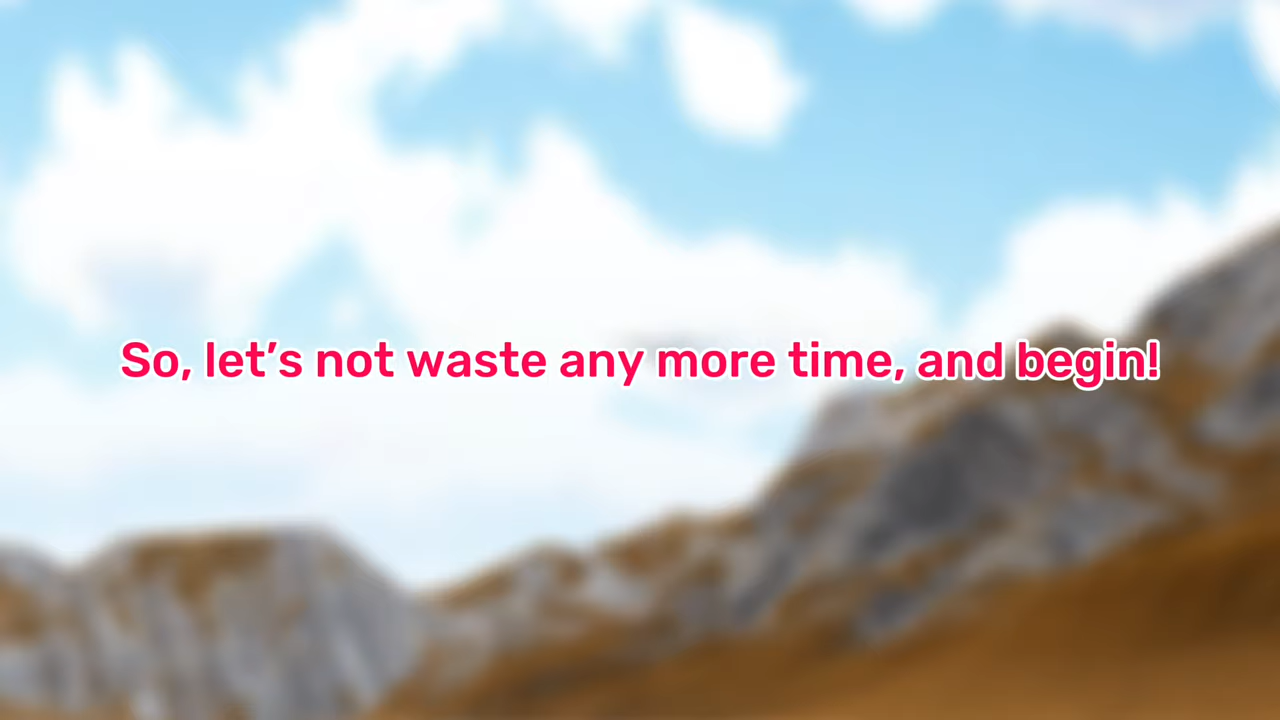 So, let’s not waste any more time, and begin!